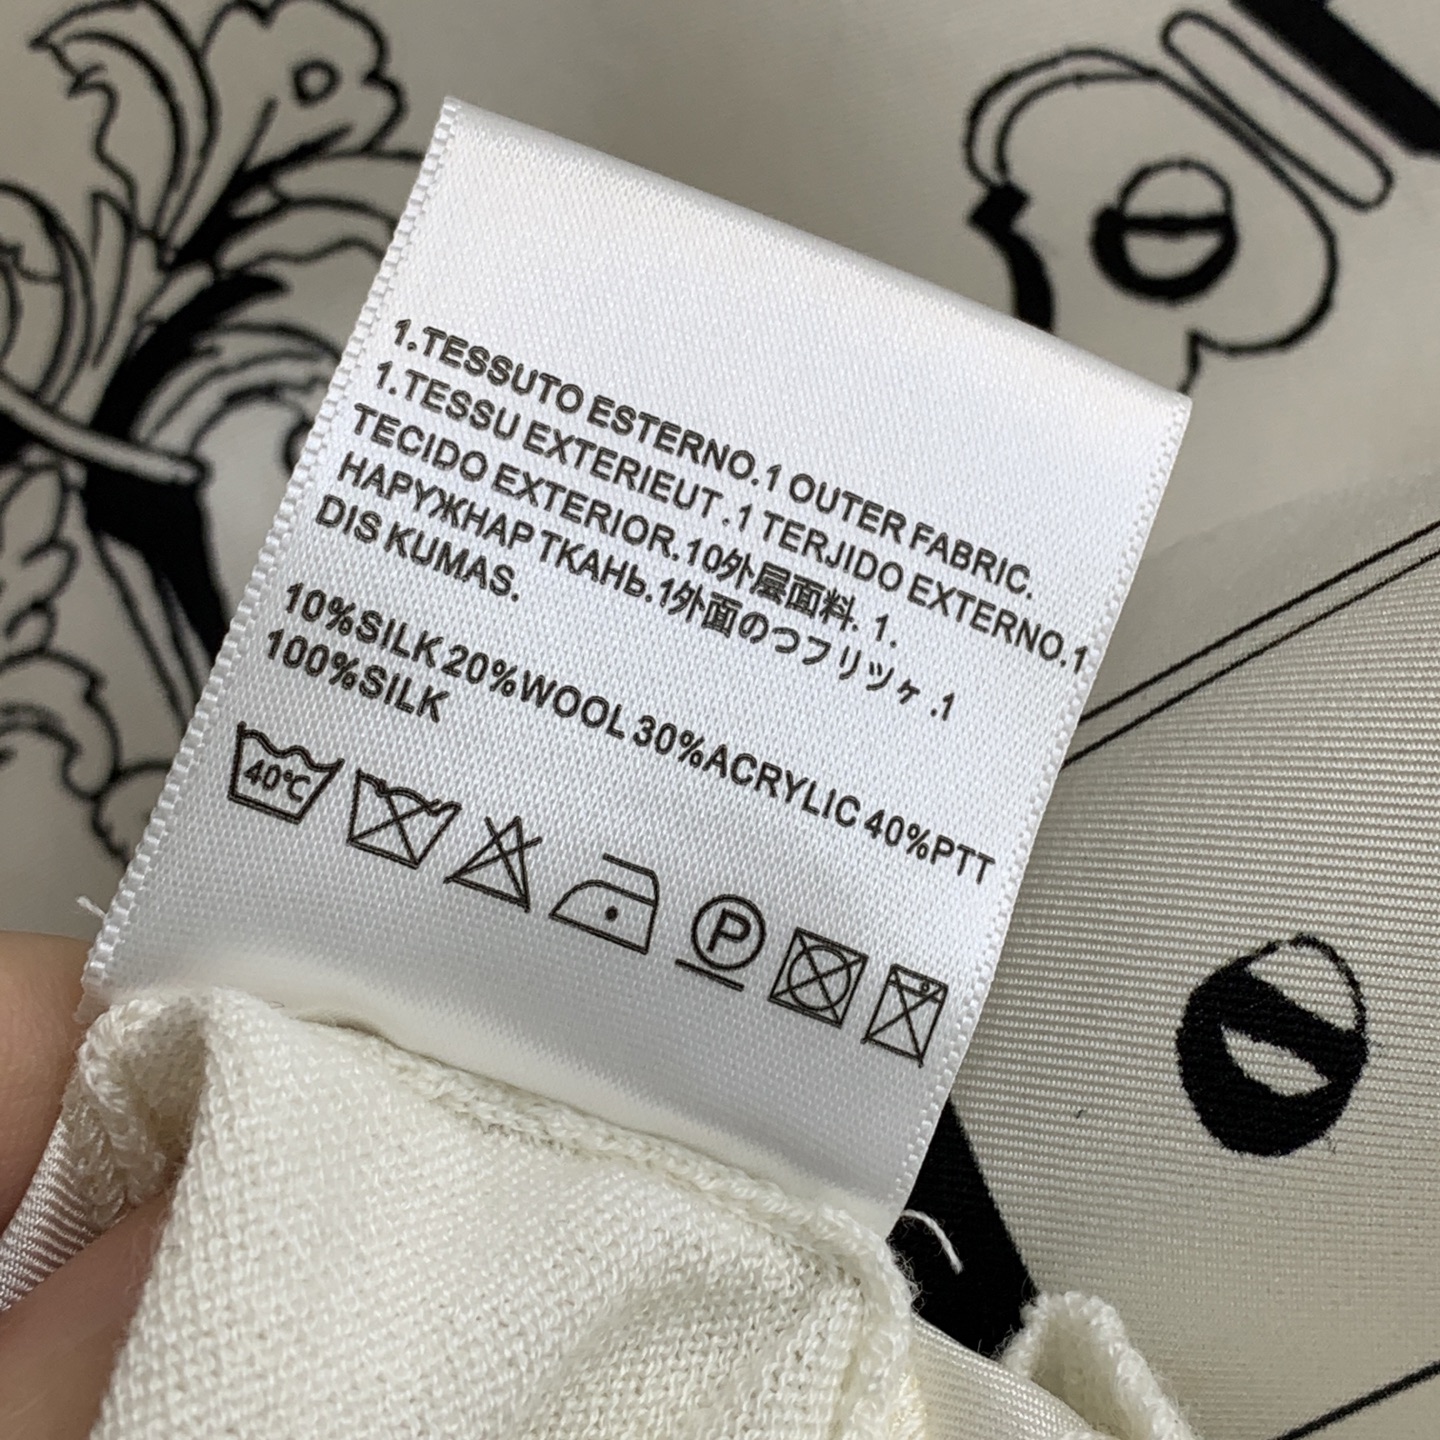 1.TESSUTO ESTERNO.1 OUTER FABRIC.
1.TESSU EXTERIEUT.1 TERJIDO EXTERNO.1
TECIDO EXTERIOR.10外层面料.1.
НАРУЖНАР ТКАНЬ.1外面のつフリッヶ.1
DIS KUMAS.
10%SILK 20%WOOL 30%ACRYLIC 40%PTT
100%SILK
40℃
P